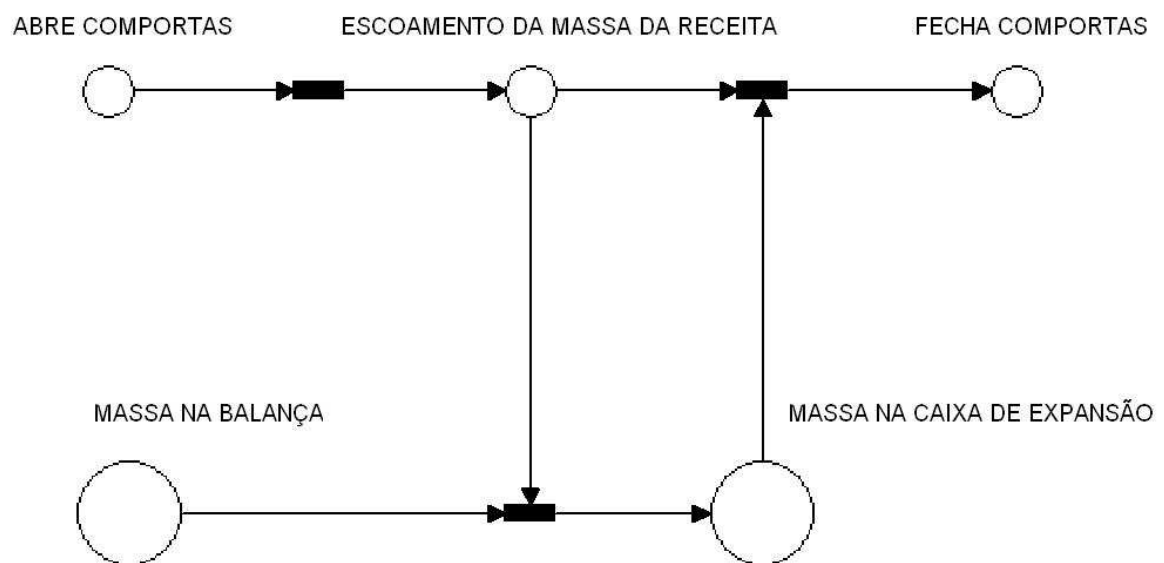 ABRE COMPORTAS
ESCOAMENTO DA MASSA DA RECEITA
FECHA COMPORTAS
MASSA NA BALANÇA
MASSA NA CAIXA DE EXPANSÃO